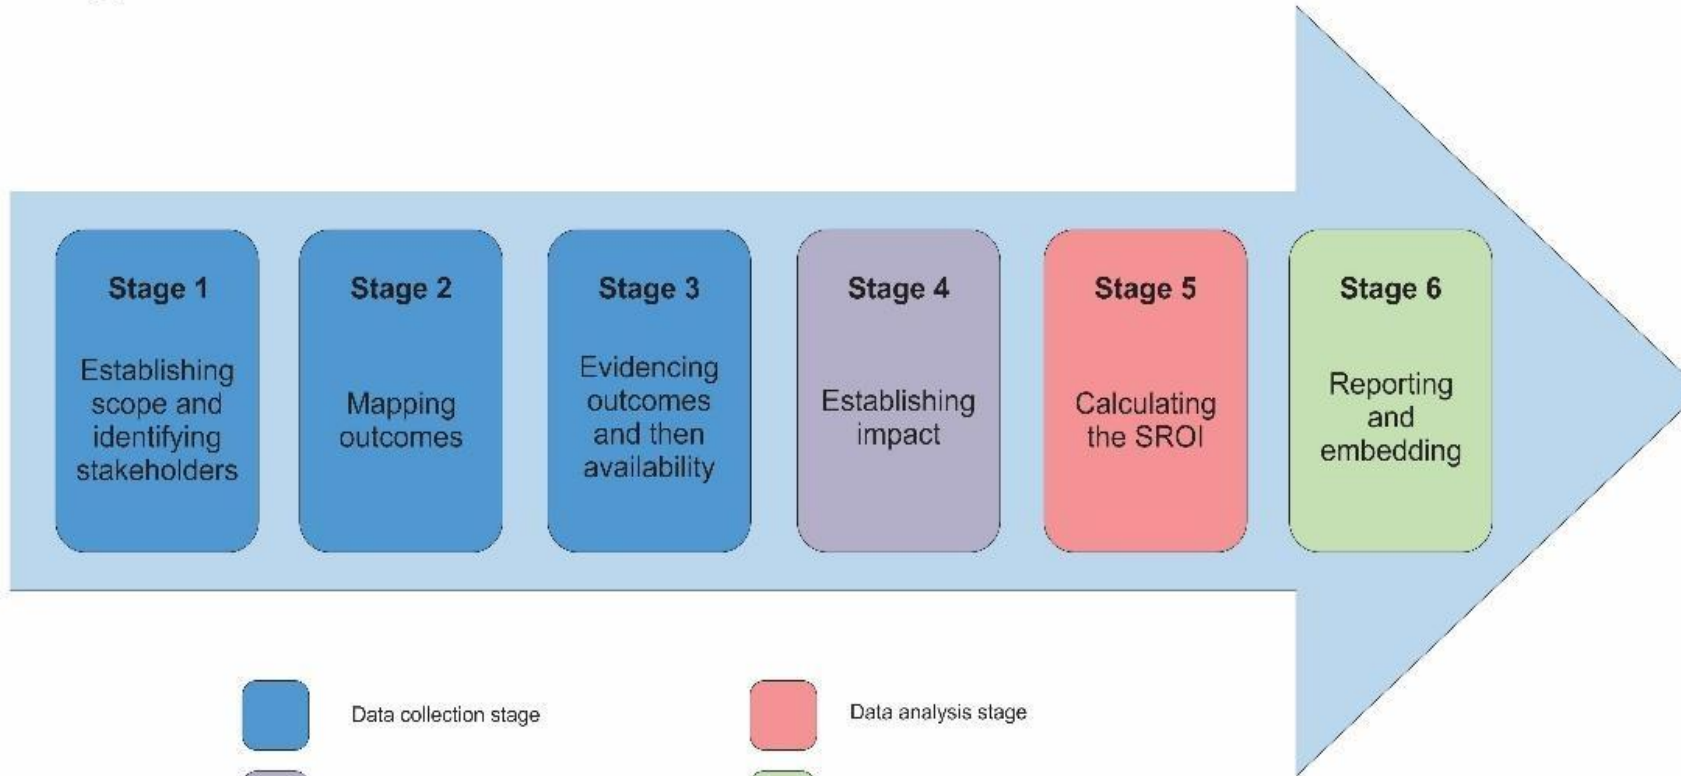 Stage 1
Establishing
scope and
identifying
stakeholders
Stage 2
Mapping
outcomes
Stage 3
Evidencing
outcomes
and then
availability
Stage 4
Establishing
impact
Stage 5
Calculating
the SROI
Stage 6
Reporting
and
embedding
Data collection stage
Data analysis stage